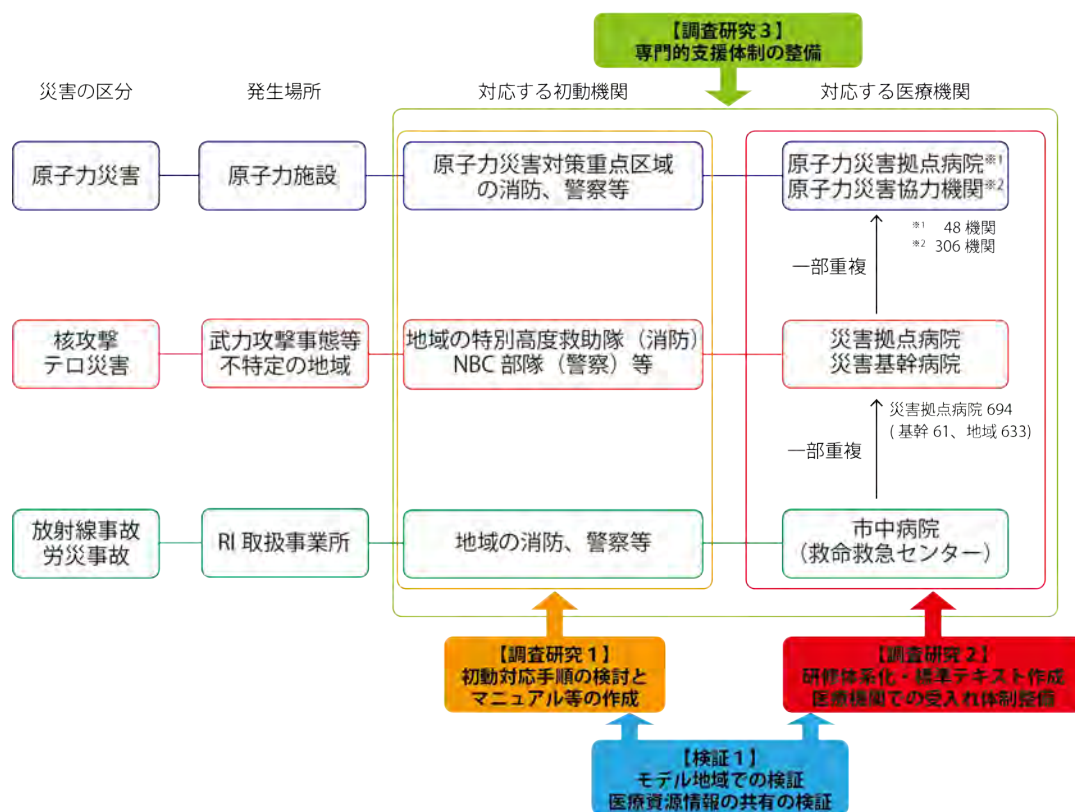 【調査研究 3】
専門的支援体制の整備
災害の区分
発生場所
対応する初動機関
対応する医療機関
原子力災害
原子力施設
原子力災害対策重点区域
の消防、警察等
原子力災害拠点病院※1
原子力災害協力機関※2
※1 48 機関
※2 306 機関
一部重複
核攻撃
テロ災害
武力攻撃事態等
不特定の地域
地域の特別高度救助隊（消防）
NBC 部隊（警察）等
災害拠点病院
災害基幹病院
災害拠点病院 694
( 基幹 61、地域 633)
一部重複
放射線事故
労災事故
RI 取扱事業所
地域の消防、警察等
市中病院
（救命救急センター）
【調査研究 1】
初動対応手順の検討と
マニュアル等の作成
【調査研究 2】
研修体系化・標準テキスト作成
医療機関での受入れ体制整備
【検証 1】
モデル地域での検証
医療資源情報の共有の検証